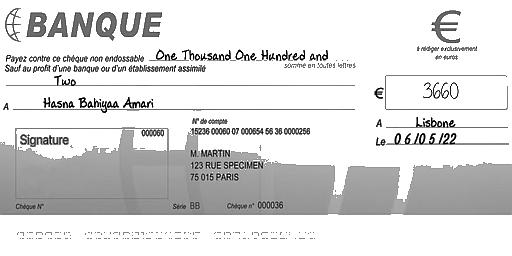 BANQUE
€
à rédiger exclusivement
en euros
Payez contre ce chèque non endossable One Thousand One Hundred and
Sauf au profit d'une banque ou d'un établissement assimilé
somme en toutes lettres
Two
€ 3660
A Hasna Bahiyaa Amari
A Lisbone
Le 06/05/22
Signature
000060
N° de compte
15236 00060 07 000654 56 36 0000256
M. MARTIN
123 RUE SPECIMEN
75 015 PARIS
Chèque N°
Série BB
Chèque n° 000036